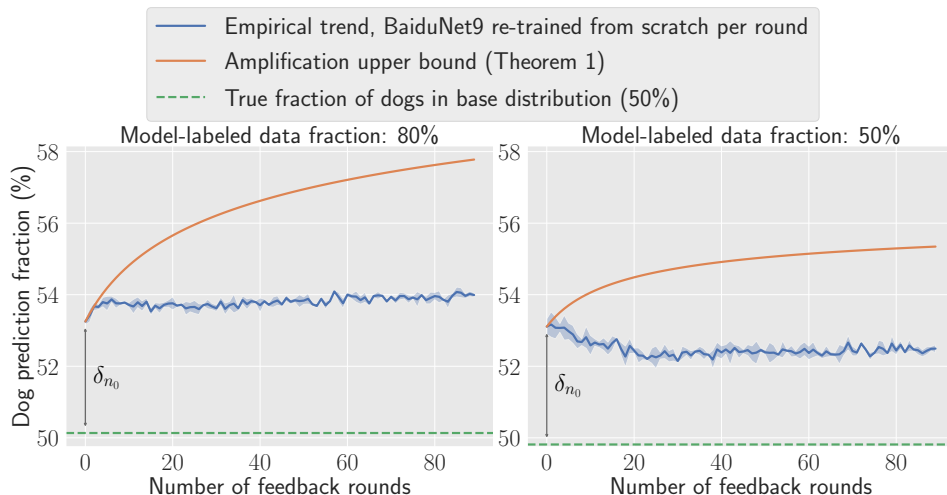 Empirical trend, BaiduNet9 re-trained from scratch per round
Amplification upper bound (Theorem 1)
True fraction of dogs in base distribution (50%)
Model-labeled data fraction: 80%
Model-labeled data fraction: 50%
Dog prediction fraction (%)
58
56
54
52
50
δn₀
0
20
40
60
80
Number of feedback rounds
58
56
54
52
50
δn₀
0
20
40
60
80
Number of feedback rounds